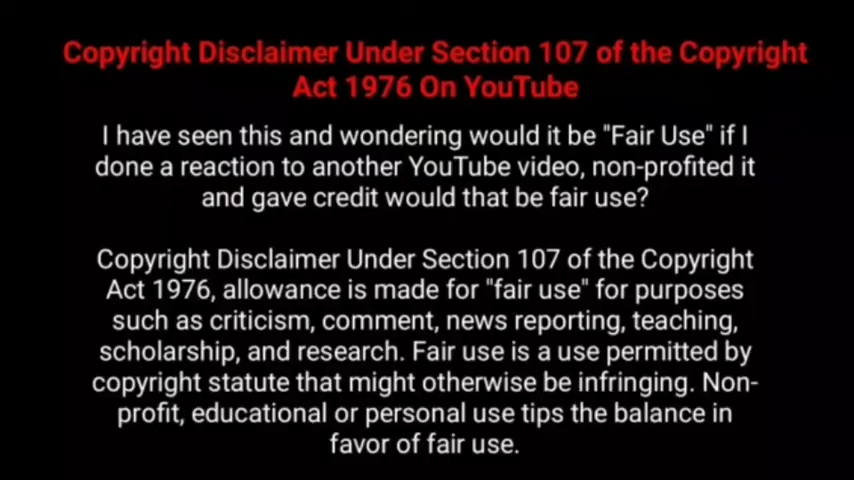 Copyright Disclaimer Under Section 107 of the Copyright
Act 1976 On YouTube
I have seen this and wondering would it be "Fair Use" if I
done a reaction to another YouTube video, non-profited it
and gave credit would that be fair use?
Copyright Disclaimer Under Section 107 of the Copyright
Act 1976, allowance is made for "fair use" for purposes
such as criticism, comment, news reporting, teaching,
scholarship, and research. Fair use is a use permitted by
copyright statute that might otherwise be infringing. Non-
profit, educational or personal use tips the balance in
favor of fair use.